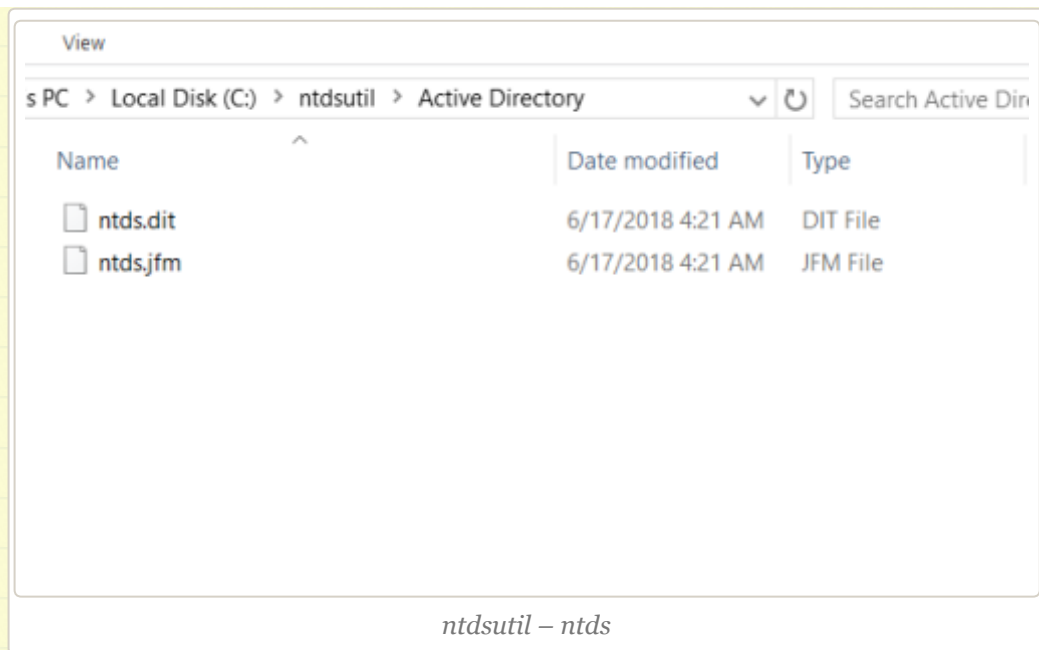 View
s PC > Local Disk (C:) > ntdsutil > Active Directory Search Active Dir
Name Date modified Type
ntds.dit 6/17/2018 4:21 AM DIT File
ntds.jfm 6/17/2018 4:21 AM JFM File
ntdsutil – ntds